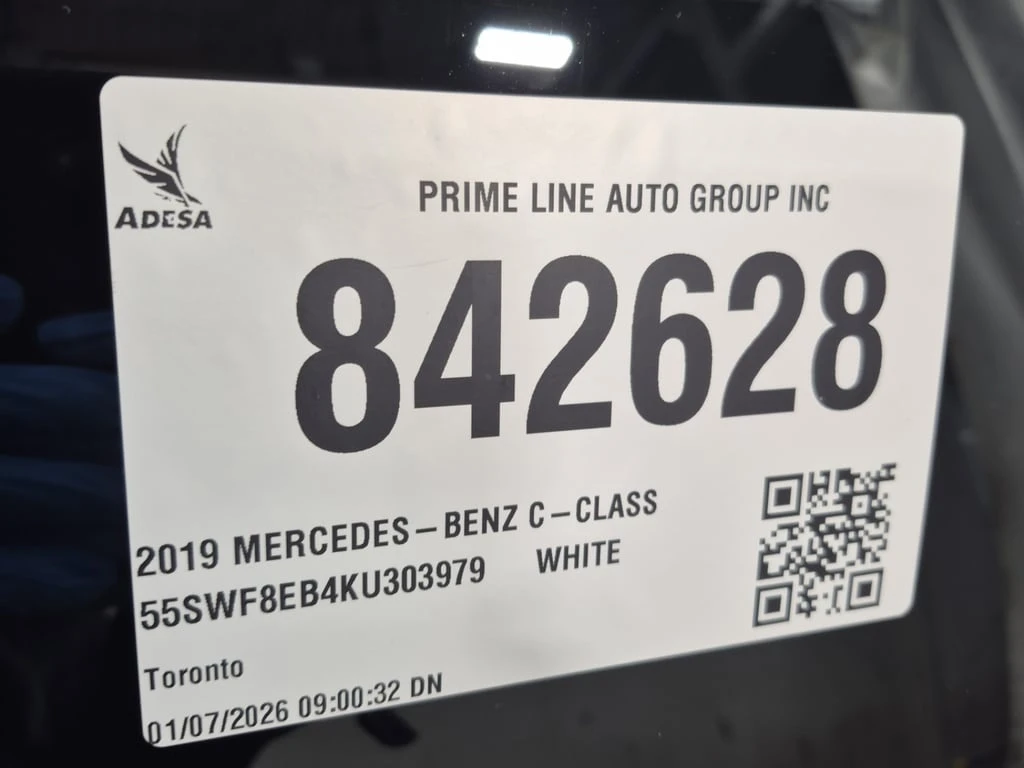 ADESA
PRIME LINE AUTO GROUP INC
842628
2019 MERCEDES-BENZ C-CLASS
55SWF8EB4KU303979 WHITE
Toronto
01/07/2026 09:00:32 DN